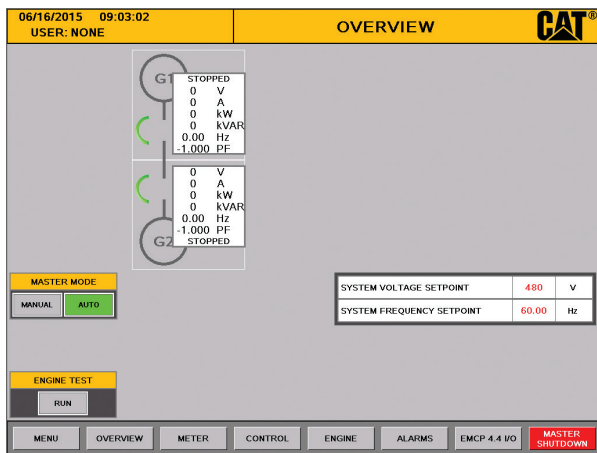 06/16/2015 09:03:02
USER: NONE
OVERVIEW
CAT®
G1
STOPPED
0 V
0 A
0 kW
0 kVAR
0.00 Hz
-1.000 PF
0 V
0 A
0 kW
0 kVAR
0.00 Hz
-1.000 PF
STOPPED
G2
MASTER MODE
MANUAL AUTO
SYSTEM VOLTAGE SETPOINT 480 V
SYSTEM FREQUENCY SETPOINT 60.00 Hz
ENGINE TEST
RUN
MENU OVERVIEW METER CONTROL ENGINE ALARMS EMCP 4.4 I/O MASTER SHUTDOWN